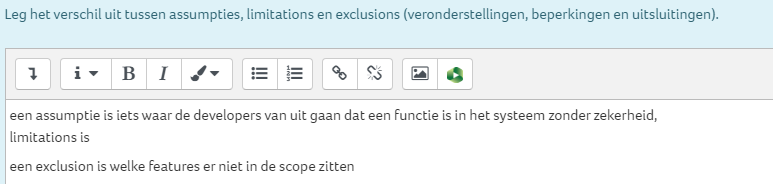 Leg het verschil uit tussen assumpties, limitations en exclusions (veronderstellingen, beperkingen en uitsluitingen).
i B I
een assumptie is iets waar de developers van uit gaan dat een functie is in het systeem zonder zekerheid,
limitations is
een exclusion is welke features er niet in de scope zitten